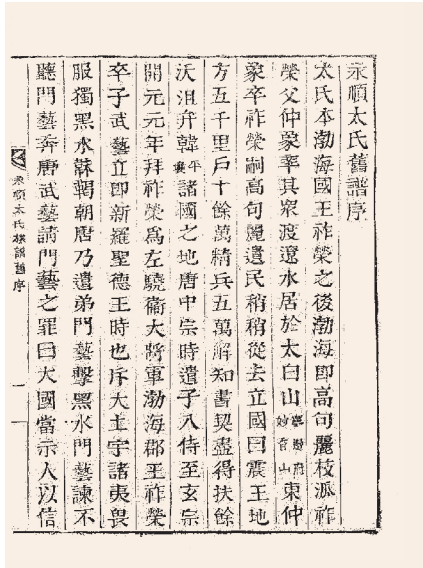 永順太氏舊譜序
太氏本渤海國王祚榮之後渤海即高句麗枝派祚
榮父仲象率其衆渡遼水居於太白山寧邊府妙香山東仲
象卒祚榮嗣高句麗遺民稍稍從去立國曰震王地
方五千里戶十餘萬精兵五萬解知書契盡得扶餘
沃沮弁韓平壤諸國之地唐中宗時遣子入侍至玄宗
開元元年拜祚榮爲左驍衛大將軍渤海郡王祚榮
卒子武藝立即新羅聖德王時也斥大土宇諸夷畏
服獨黑水靺鞨朝唐乃遣弟門藝擊黑水門藝諫不
聽門藝奔唐武藝請門藝之罪曰大國當示人以信
永順太氏族譜舊序 一